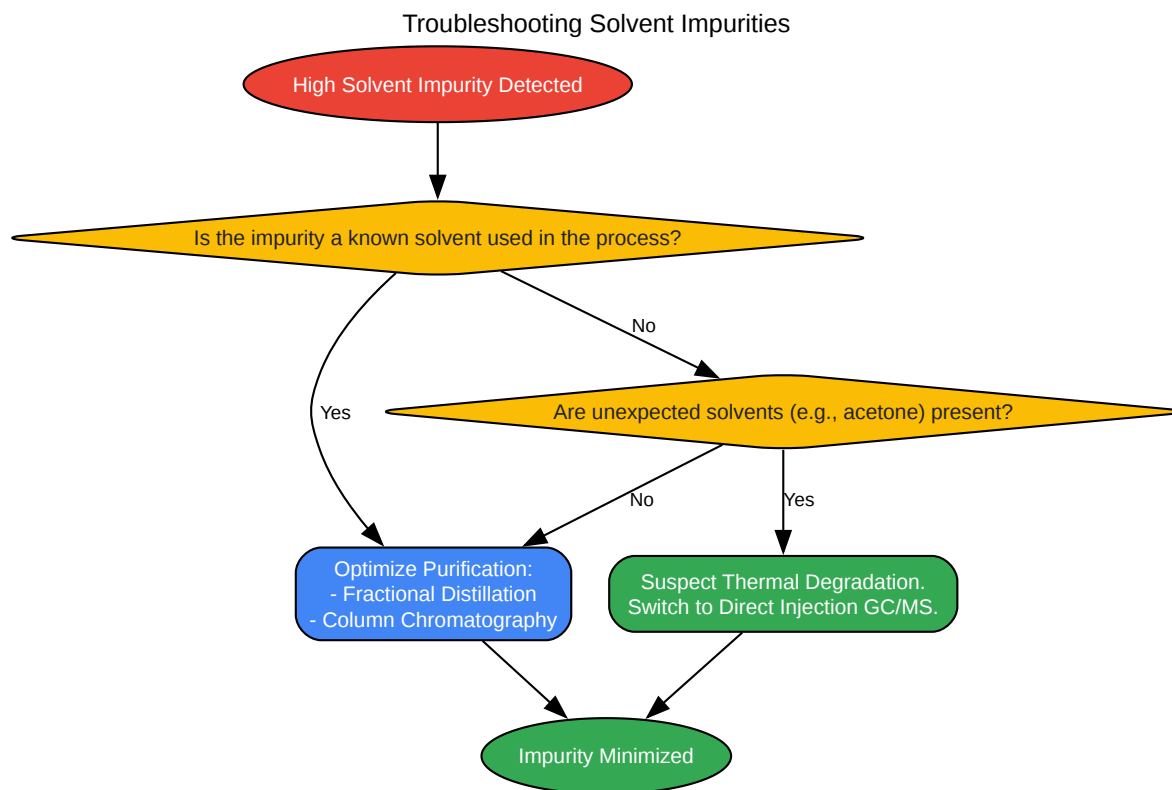 Troubleshooting Solvent Impurities
High Solvent Impurity Detected
Is the impurity a known solvent used in the process?
No
Are unexpected solvents (e.g., acetone) present?
Yes
No
Yes
Optimize Purification:
- Fractional Distillation
- Column Chromatography
Suspect Thermal Degradation.
Switch to Direct Injection GC/MS.
Impurity Minimized